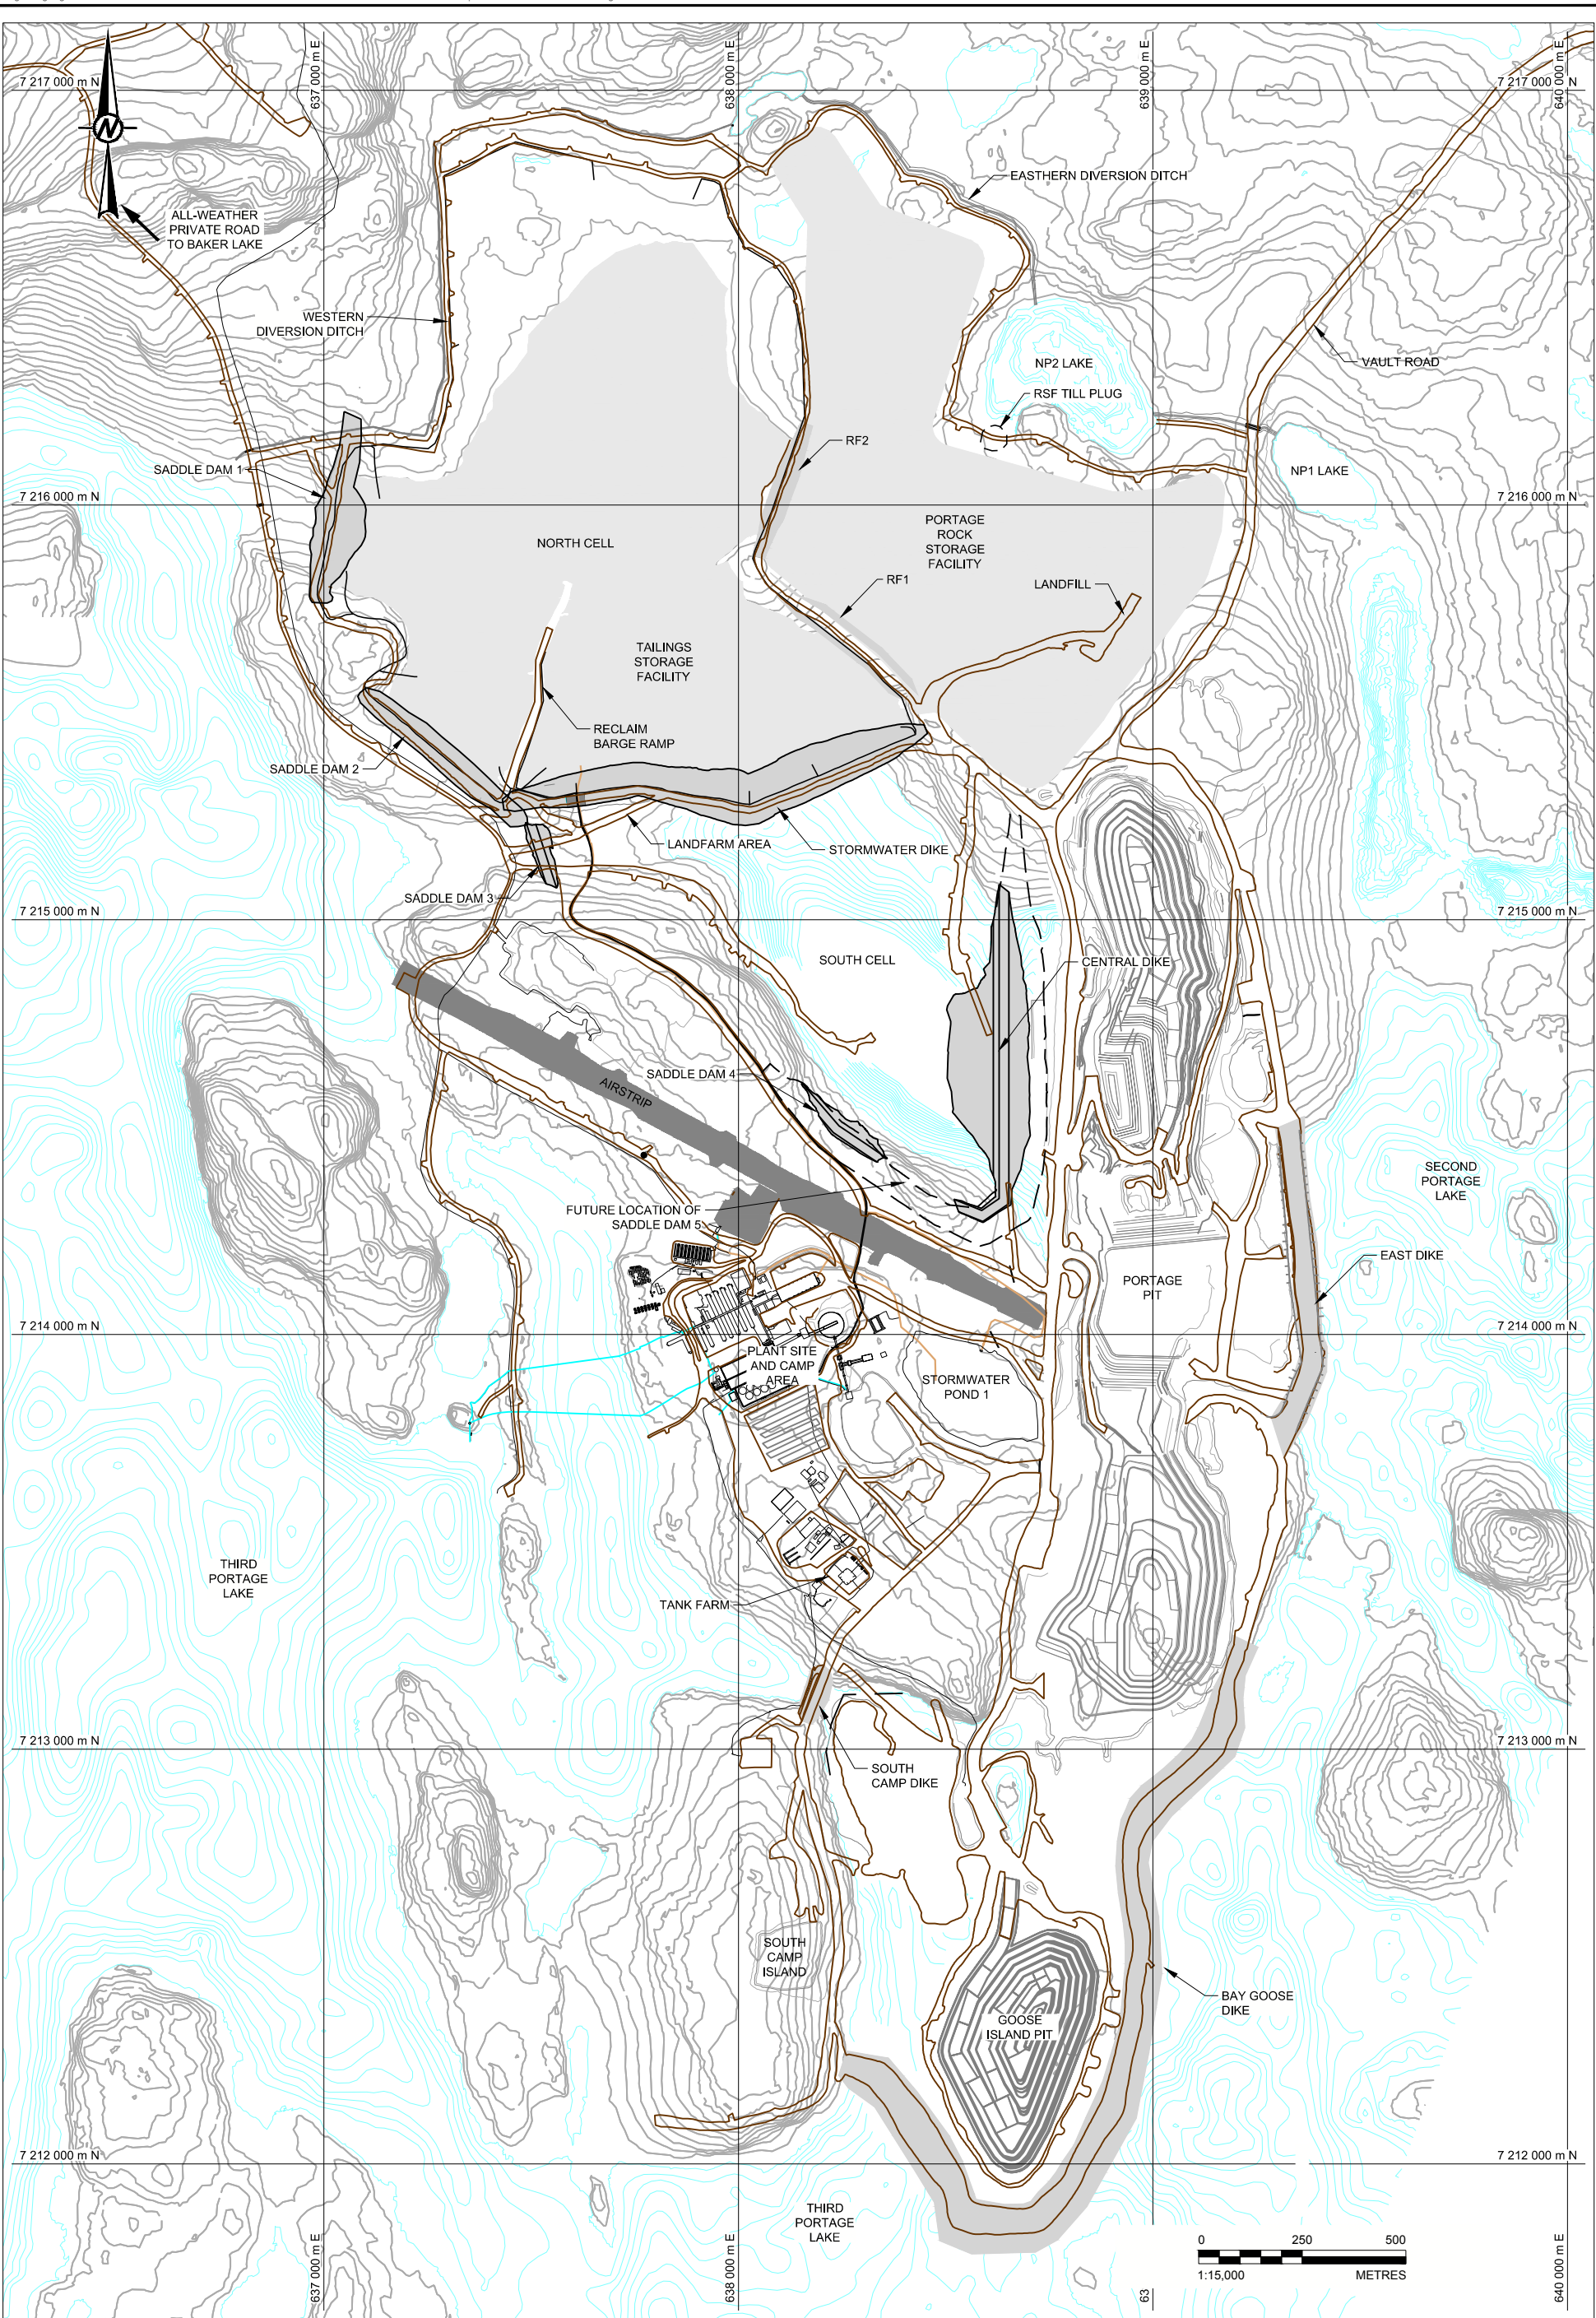 637 000 m E
638 000 m E
639 000 m E
640 000 m E
7 217 000 m N
7 217 000 m N
N
ALL-WEATHER
PRIVATE ROAD
TO BAKER LAKE
EASTHERN DIVERSION DITCH
WESTERN
DIVERSION DITCH
NP2 LAKE
VAULT ROAD
RSF TILL PLUG
RF2
SADDLE DAM 1
NP1 LAKE
7 216 000 m N
7 216 000 m N
NORTH CELL
PORTAGE
ROCK
STORAGE
FACILITY
RF1
LANDFILL
TAILINGS
STORAGE
FACILITY
RECLAIM
BARGE RAMP
SADDLE DAM 2
LANDFARM AREA
STORMWATER DIKE
SADDLE DAM 3
7 215 000 m N
7 215 000 m N
SOUTH CELL
CENTRAL DIKE
SADDLE DAM 4
AIRSTRIP
SECOND
PORTAGE
LAKE
FUTURE LOCATION OF
SADDLE DAM 5
EAST DIKE
PORTAGE
PIT
7 214 000 m N
7 214 000 m N
PLANT SITE
AND CAMP
AREA
STORMWATER
POND 1
THIRD
PORTAGE
LAKE
TANK FARM
7 213 000 m N
7 213 000 m N
SOUTH
CAMP DIKE
SOUTH
CAMP
ISLAND
BAY GOOSE
DIKE
GOOSE
ISLAND PIT
7 212 000 m N
7 212 000 m N
THIRD
PORTAGE
LAKE
637 000 m E
638 000 m E
63
640 000 m E
0 250 500
1:15,000 METRES